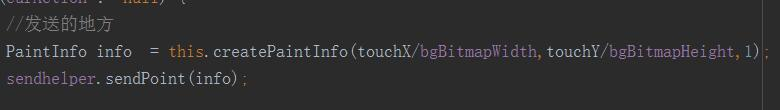 //发送的地方
PaintInfo info  = this.createPaintInfo(touchX/bgBitmapWidth,touchY/bgBitmapHeight,1);
sendhelper.sendPoint(info);